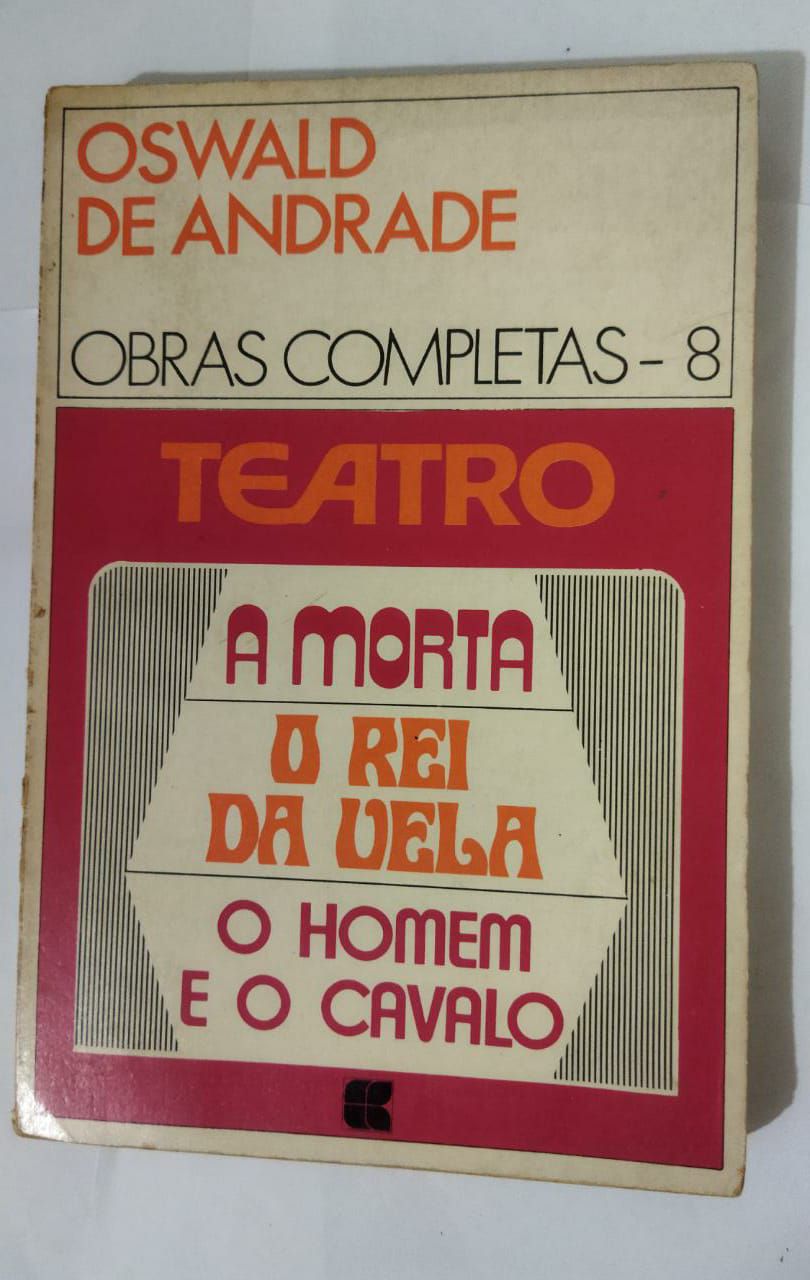 OSWALD
DE ANDRADE
OBRAS COMPLETAS - 8
TEATRO
A MORTA
O REI
DA VELA
O HOMEM
E O CAVALO